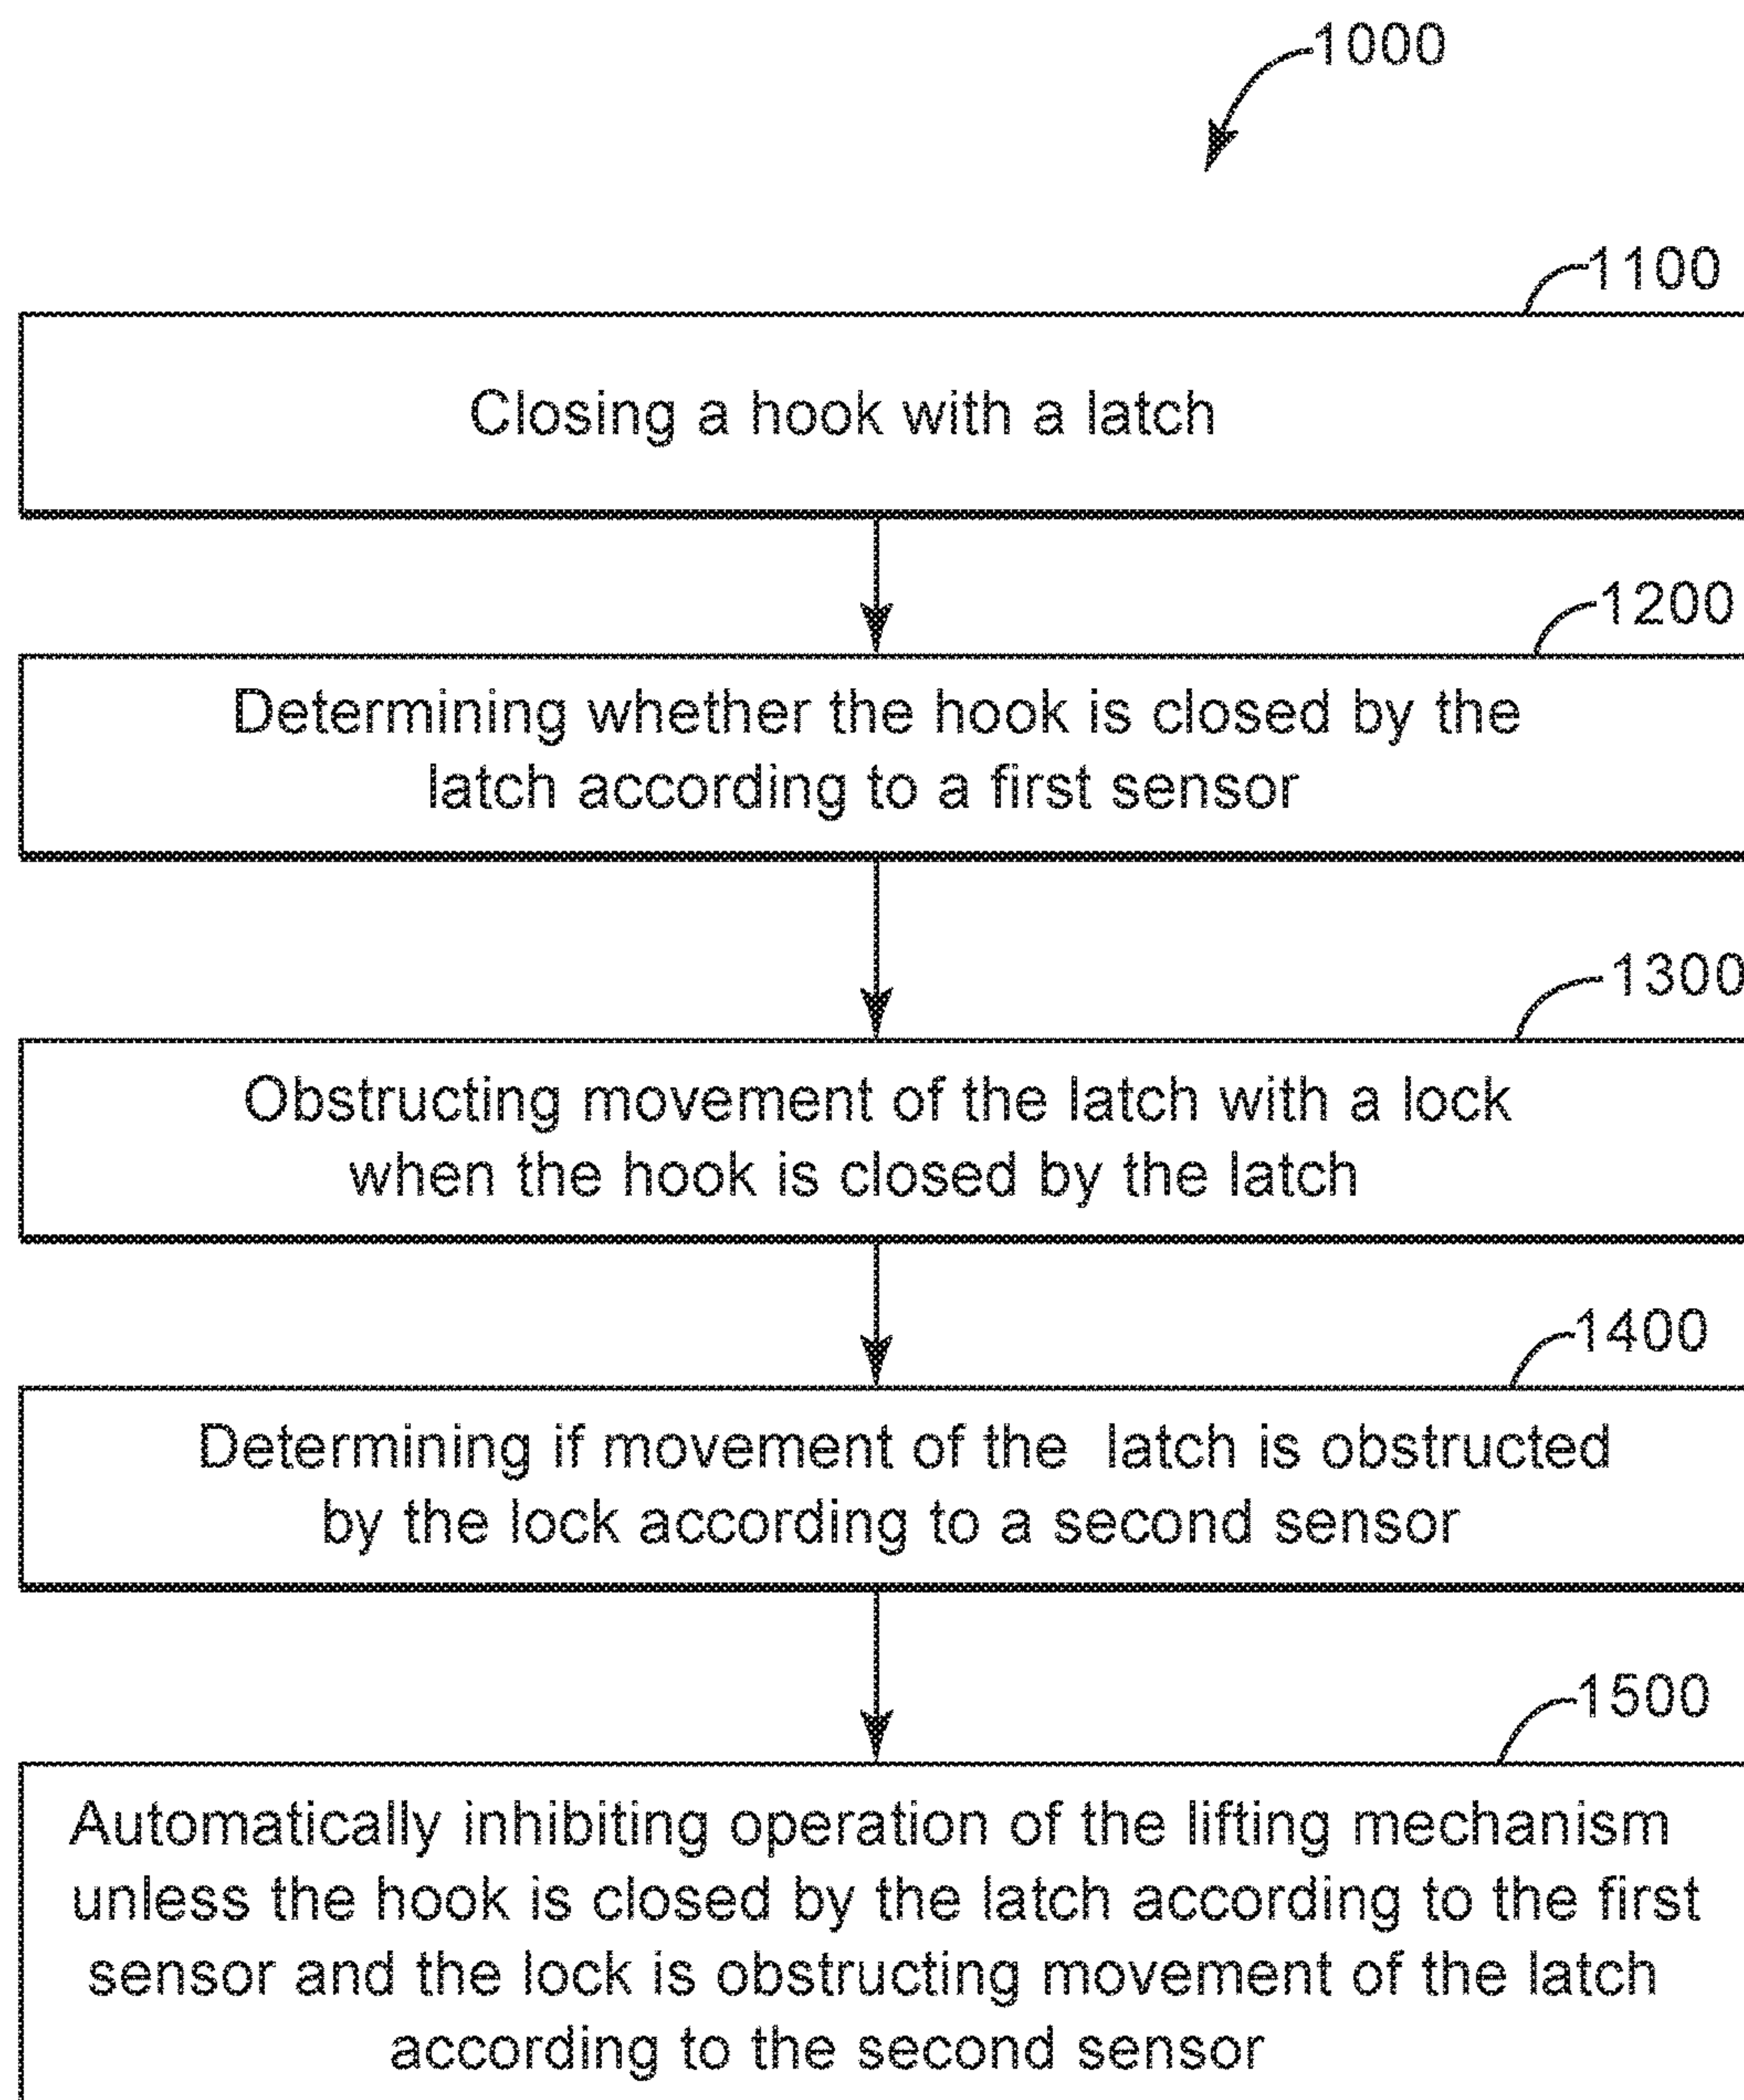 1000
1100
Closing a hook with a latch
1200
Determining whether the hook is closed by the
latch according to a first sensor
1300
Obstructing movement of the latch with a lock
when the hook is closed by the latch
1400
Determining if movement of the latch is obstructed
by the lock according to a second sensor
1500
Automatically inhibiting operation of the lifting mechanism
unless the hook is closed by the latch according to the first
sensor and the lock is obstructing movement of the latch
according to the second sensor